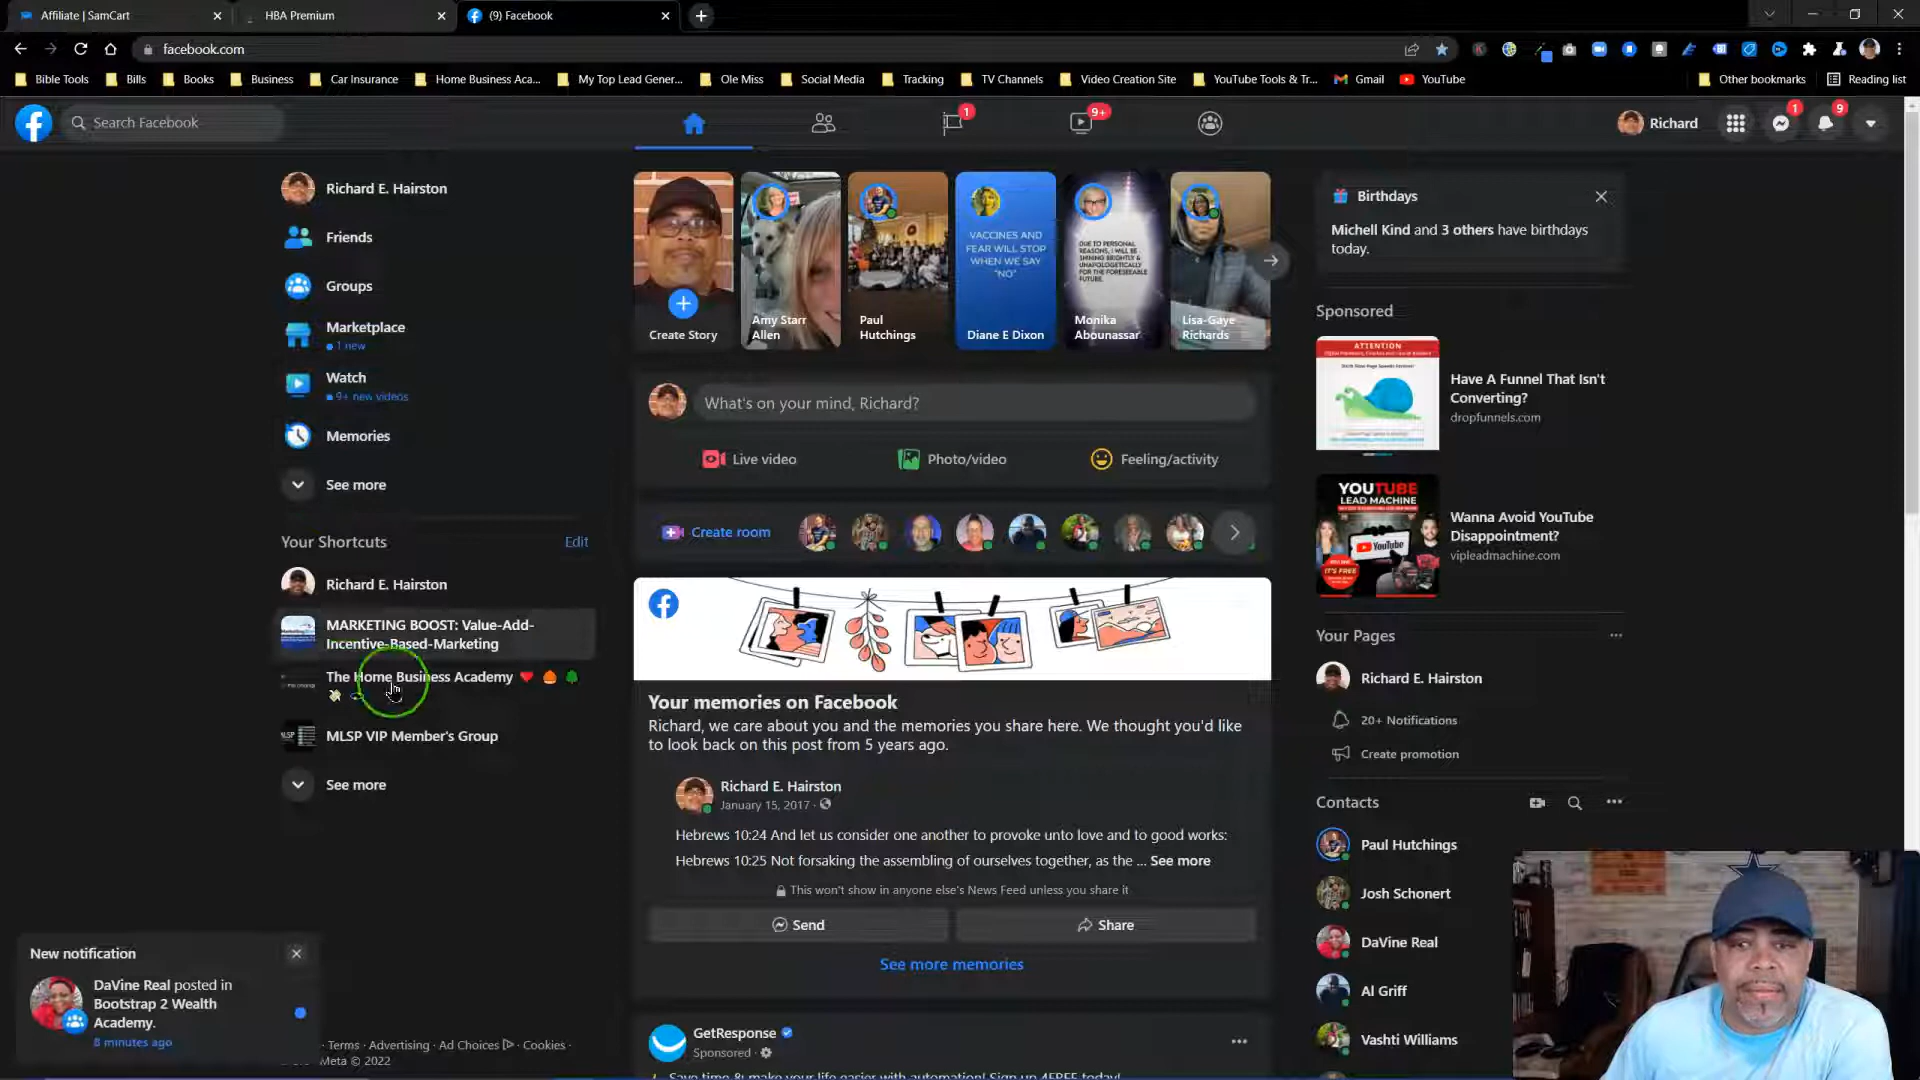 Affiliate | SamCart
HBA Premium
(9) Facebook
facebook.com
Bible Tools
Bills
Books
Business
Car Insurance
Home Business Aca...
My Top Lead Gener...
Ole Miss
Social Media
Tracking
TV Channels
Video Creation Site
YouTube Tools & Tr...
Gmail
YouTube
Other bookmarks
Reading list
Search Facebook
1
9+
Richard
1
9
Richard E. Hairston
Friends
Groups
Marketplace
1 new
Watch
9+ new videos
Memories
See more
Your Shortcuts
Edit
Richard E. Hairston
MARKETING BOOST: Value-Add-
Incentive-Based-Marketing
The Home Business Academy
MLSP VIP Member's Group
See more
New notification
DaVine Real posted in
Bootstrap 2 Wealth
Academy.
8 minutes ago
Terms · Advertising · Ad Choices · Cookies ·
Meta © 2022
Create Story
Amy Starr
Allen
Paul
Hutchings
VACCINES AND
FEAR WILL STOP
WHEN WE SAY
"NO"
Diane E Dixon
DUE TO PERSONAL
REASONS, I WILL BE
SHINING BRIGHTLY &
UNAPOLOGETICALLY
FOR THE FORESEEABLE
FUTURE.
Monika
Abounassar
Lisa-Gaye
Richards
What's on your mind, Richard?
Live video
Photo/video
Feeling/activity
Create room
Your memories on Facebook
Richard, we care about you and the memories you share here. We thought you'd like
to look back on this post from 5 years ago.
Richard E. Hairston
January 15, 2017 ·
Hebrews 10:24 And let us consider one another to provoke unto love and to good works:
Hebrews 10:25 Not forsaking the assembling of ourselves together, as the ... See more
This won't show in anyone else's News Feed unless you share it
Send
Share
See more memories
GetResponse
Sponsored ·
Save time & make your life easier with automation! Sign up 4FREE today!
Birthdays
Michell Kind and 3 others have birthdays
today.
Sponsored
ATTENTION
Have A Funnel That Isn't
Converting?
dropfunnels.com
YOUTUBE
LEAD MACHINE
YouTube
IT'S FREE
Wanna Avoid YouTube
Disappointment?
vipleadmachine.com
Your Pages
Richard E. Hairston
20+ Notifications
Create promotion
Contacts
Paul Hutchings
Josh Schonert
DaVine Real
Al Griff
Vashti Williams